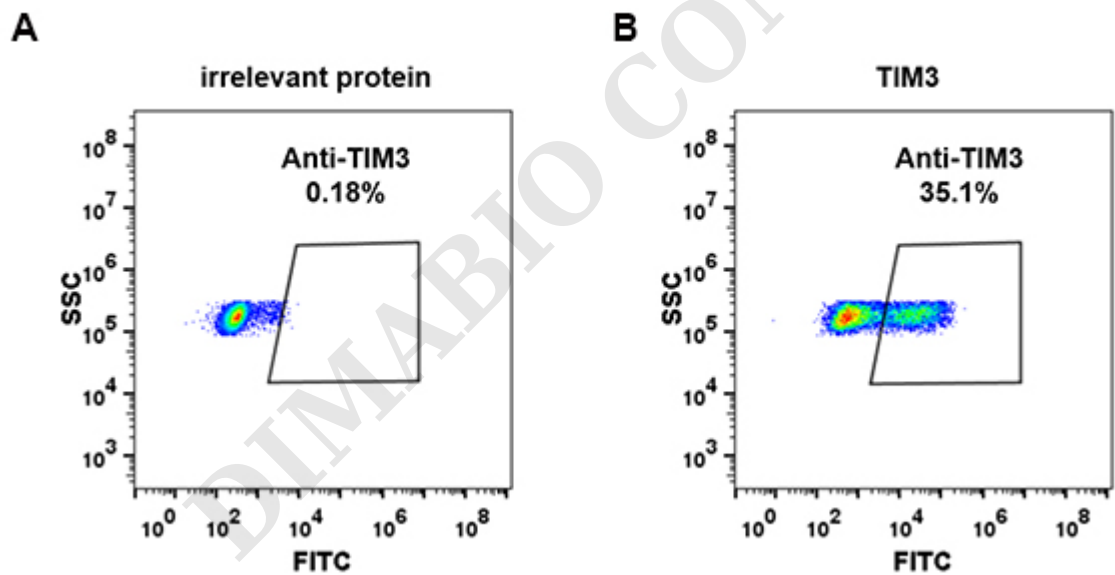 A
irrelevant protein
Anti-TIM3
0.18%
SSC
10^8
10^7
10^6
10^5
10^4
10^3
10^0 10^2 10^4 10^6 10^8
FITC
B
TIM3
Anti-TIM3
35.1%
SSC
10^8
10^7
10^6
10^5
10^4
10^3
10^0 10^2 10^4 10^6 10^8
FITC
DIMABIO